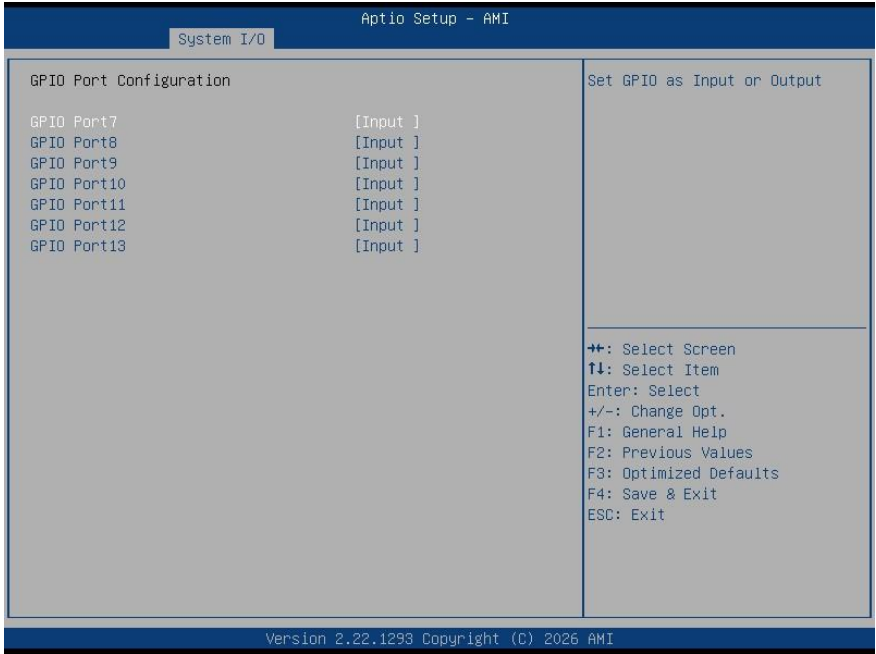 Aptio Setup - AMI
System I/O
GPIO Port Configuration
GPIO Port7 [Input ]
GPIO Port8 [Input ]
GPIO Port9 [Input ]
GPIO Port10 [Input ]
GPIO Port11 [Input ]
GPIO Port12 [Input ]
GPIO Port13 [Input ]
Set GPIO as Input or Output
→←: Select Screen
↑↓: Select Item
Enter: Select
+/-: Change Opt.
F1: General Help
F2: Previous Values
F3: Optimized Defaults
F4: Save & Exit
ESC: Exit
Version 2.22.1293 Copyright (C) 2026 AMI